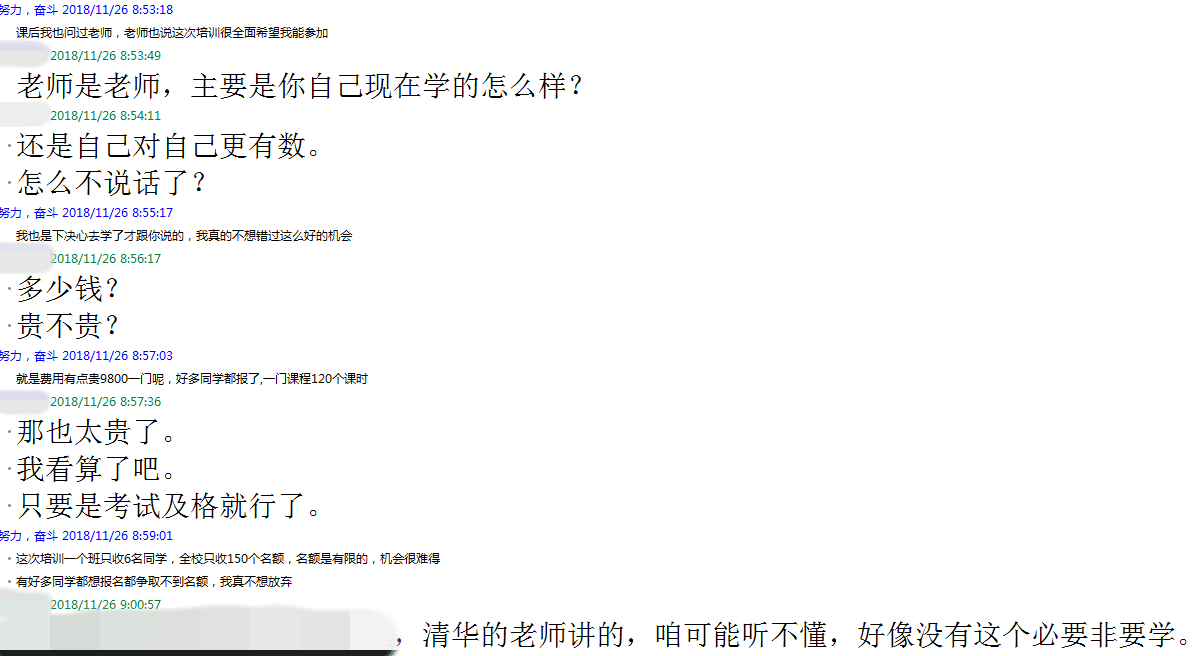 努力，奋斗 2018/11/26 8:53:18
课后我也问过老师，老师也说这次培训很全面希望我能参加
2018/11/26 8:53:49
老师是老师，主要是你自己现在学的怎么样？
2018/11/26 8:54:11
还是自己对自己更有数。
怎么不说话了？
努力，奋斗 2018/11/26 8:55:17
我也是下决心去学了才跟你说的，我真的不想错过这么好的机会
2018/11/26 8:56:17
多少钱？
贵不贵？
努力，奋斗 2018/11/26 8:57:03
就是费用有点贵9800一门呢，好多同学都报了,一门课程120个课时
2018/11/26 8:57:36
那也太贵了。
我看算了吧。
只要是考试及格就行了。
努力，奋斗 2018/11/26 8:59:01
这次培训一个班只收6名同学，全校只收150个名额，名额是有限的，机会很难得
有好多同学都想报名都争取不到名额，我真不想放弃
2018/11/26 9:00:57
，清华的老师讲的，咱可能听不懂，好像没有这个必要非要学。